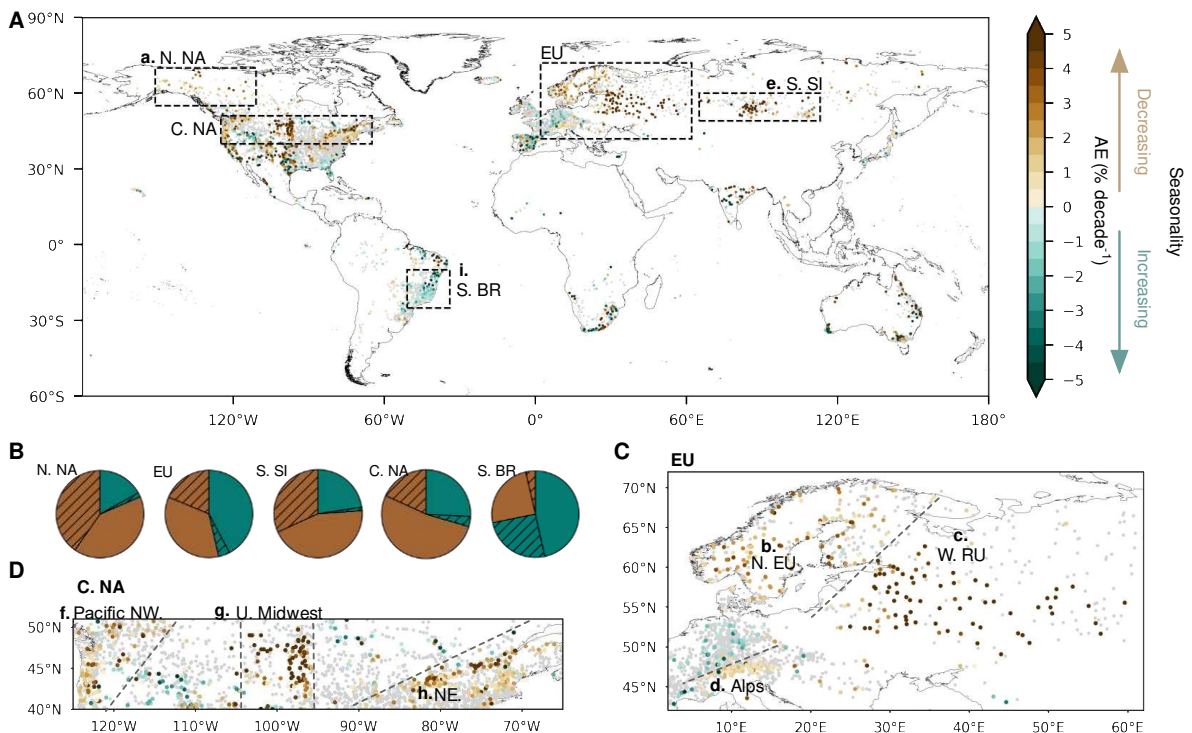 A
90°N
60°N
30°N
0°
30°S
60°S
120°W
60°W
0°
60°E
120°E
180°
a. N. NA
C. NA
EU
e. S. SI
i.
S. BR
5
4
3
2
1
0
−1
−2
−3
−4
−5
AE (% decade⁻¹)
Decreasing
Increasing
Seasonality
B
N. NA
EU
S. SI
C. NA
S. BR
C
EU
70°N
65°N
60°N
55°N
50°N
45°N
10°E
20°E
30°E
40°E
50°E
60°E
b.
N. EU
c.
W. RU
d. Alps
D
C. NA
f. Pacific NW.
g. U. Midwest
h. NE.
50°N
45°N
40°N
120°W
110°W
100°W
90°W
80°W
70°W